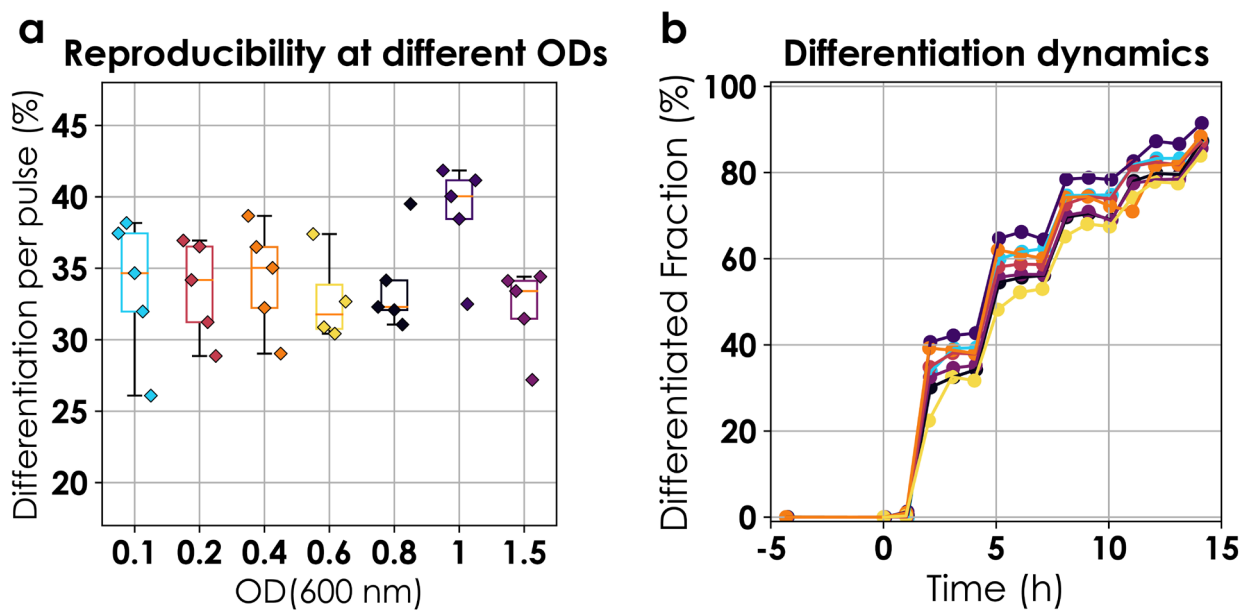 a
Reproducibility at different ODs
Differentiation per pulse (%)
45
40
35
30
25
20
0.1 0.2 0.4 0.6 0.8 1 1.5
OD(600 nm)
b
Differentiation dynamics
Differentiated Fraction (%)
100
80
60
40
20
0
-5 0 5 10 15
Time (h)